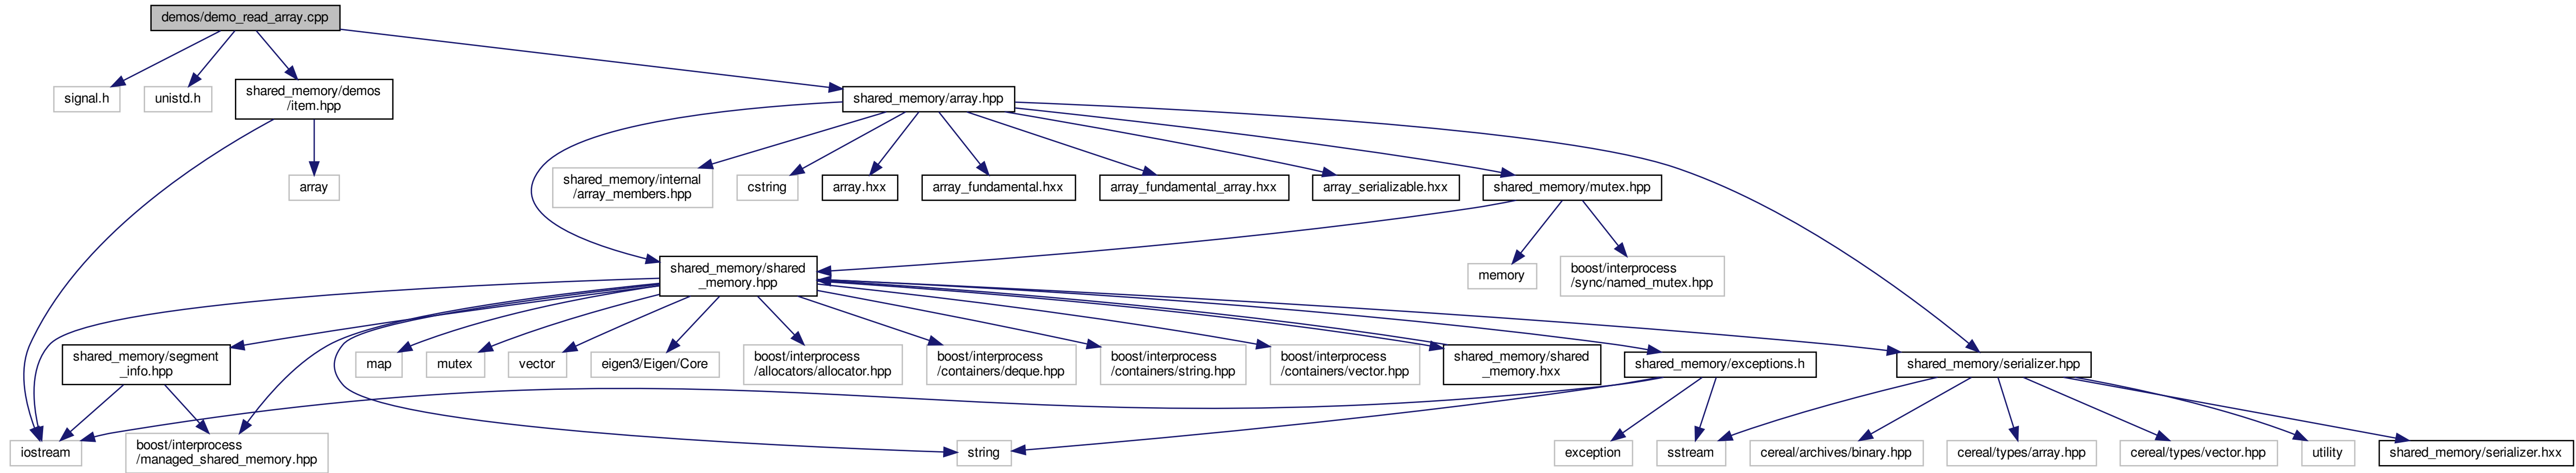 demos/demo_read_array.cpp
signal.h
unistd.h
shared_memory/demos
/item.hpp
shared_memory/array.hpp
array
shared_memory/internal
/array_members.hpp
cstring
array.hxx
array_fundamental.hxx
array_fundamental_array.hxx
array_serializable.hxx
shared_memory/mutex.hpp
shared_memory/shared
_memory.hpp
memory
boost/interprocess
/sync/named_mutex.hpp
shared_memory/segment
_info.hpp
map
mutex
vector
eigen3/Eigen/Core
boost/interprocess
/allocators/allocator.hpp
boost/interprocess
/containers/deque.hpp
boost/interprocess
/containers/string.hpp
boost/interprocess
/containers/vector.hpp
shared_memory/shared
_memory.hxx
shared_memory/exceptions.h
shared_memory/serializer.hpp
iostream
boost/interprocess
/managed_shared_memory.hpp
string
exception
sstream
cereal/archives/binary.hpp
cereal/types/array.hpp
cereal/types/vector.hpp
utility
shared_memory/serializer.hxx